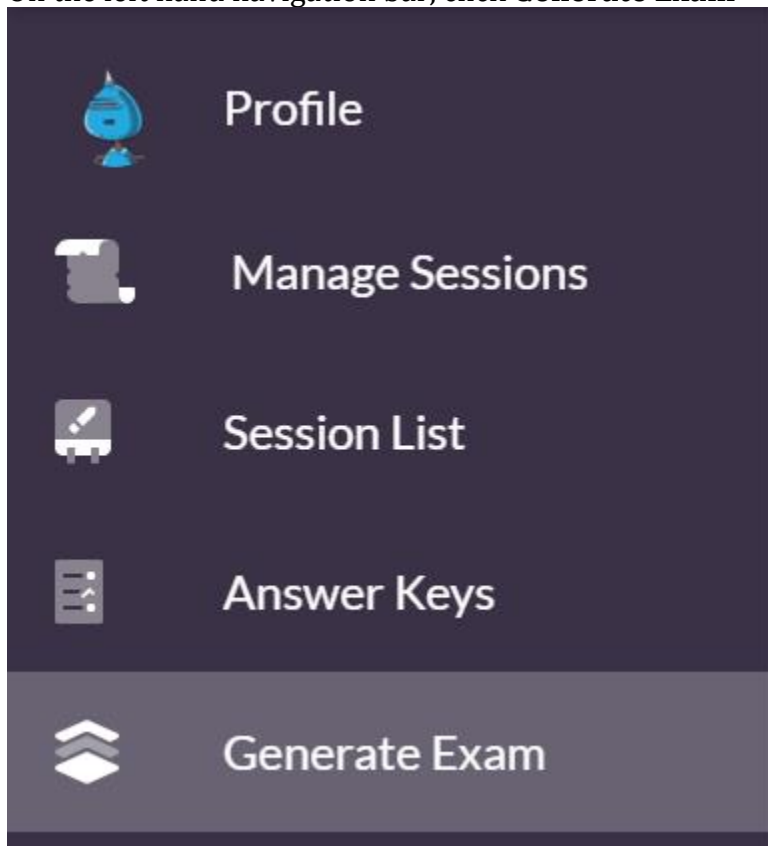 On the left hand navigation bar, click Generate Exam
Profile
Manage Sessions
Session List
Answer Keys
Generate Exam